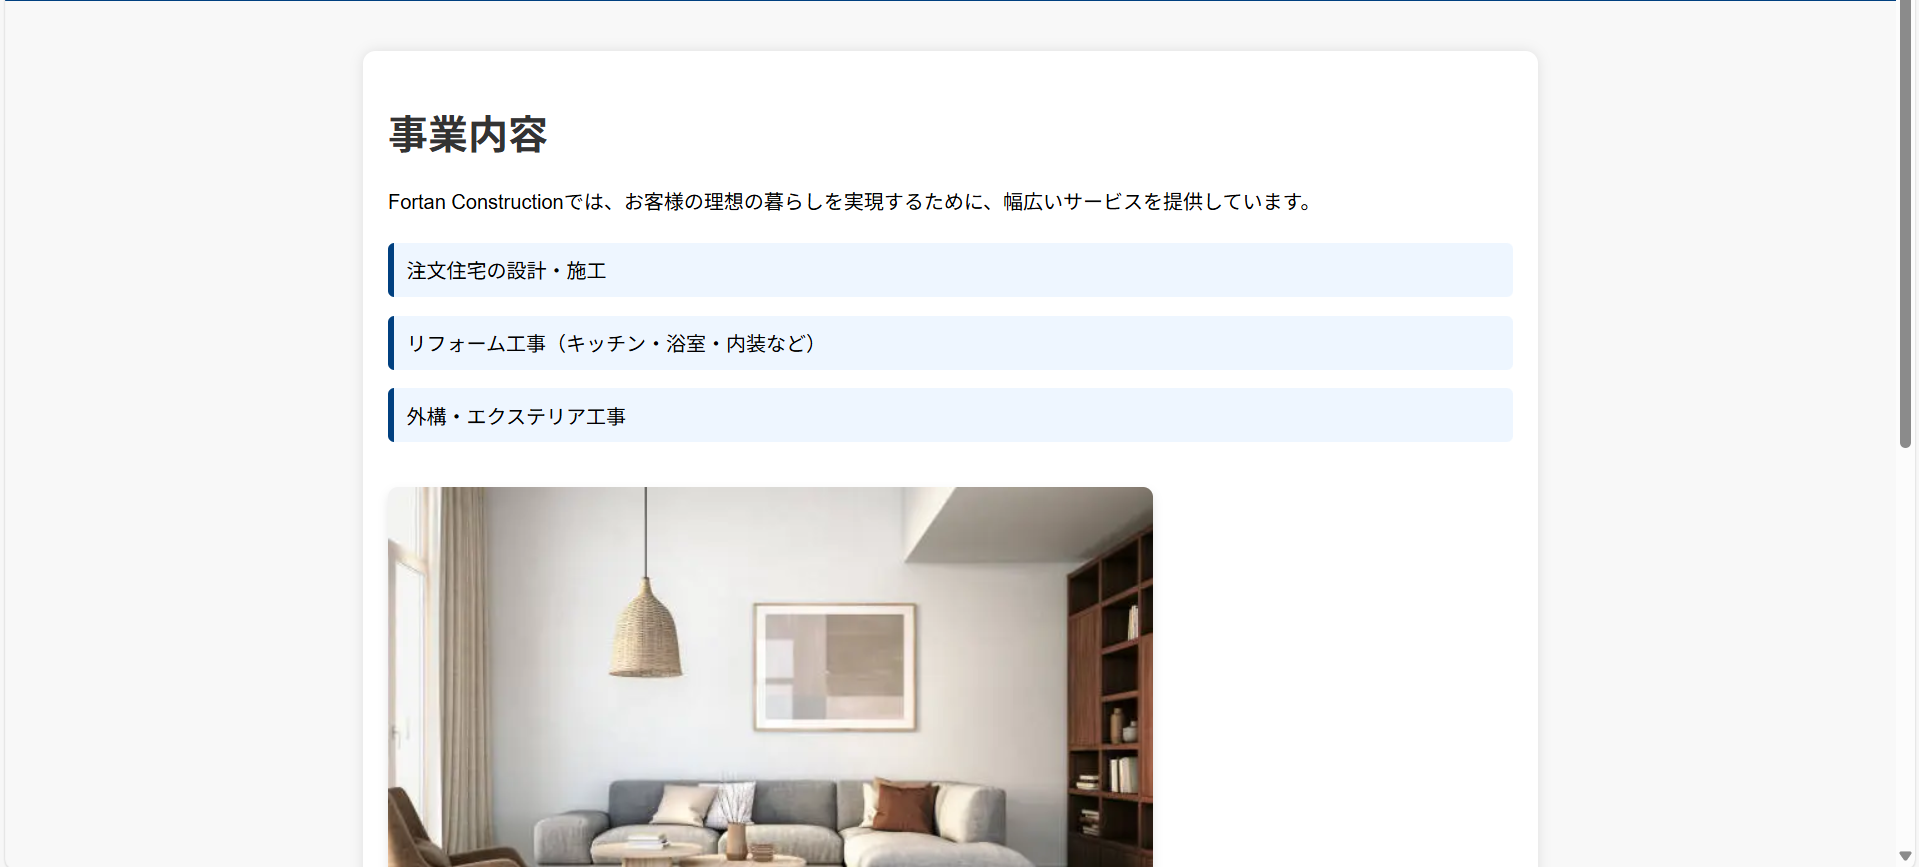 事業内容
Fortan Constructionでは、お客様の理想の暮らしを実現するために、幅広いサービスを提供しています。
注文住宅の設計・施工
リフォーム工事（キッチン・浴室・内装など）
外構・エクステリア工事